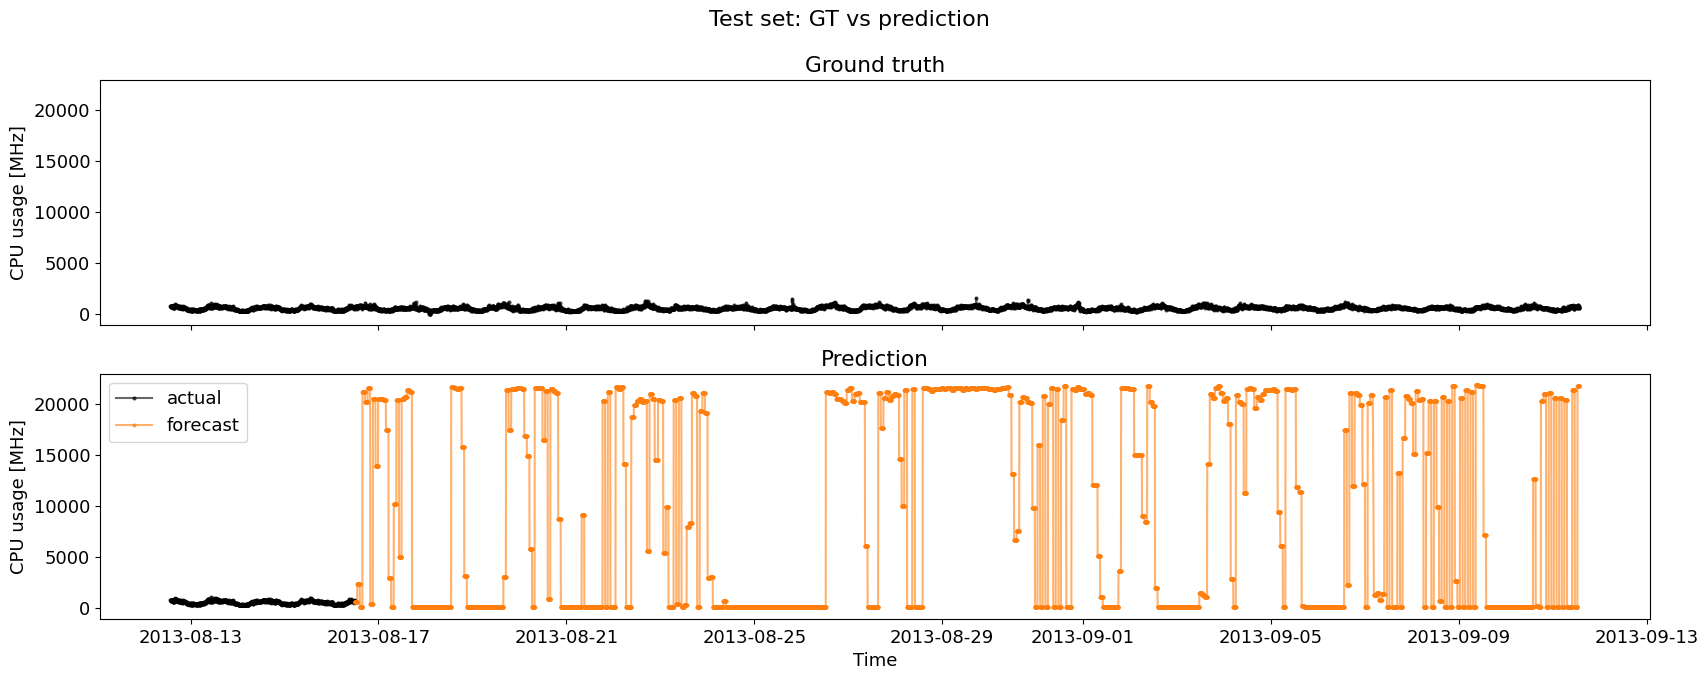 Test set: GT vs prediction
Ground truth
CPU usage [MHz]
20000
15000
10000
5000
0
Prediction
CPU usage [MHz]
20000
15000
10000
5000
0
actual
forecast
2013-08-13 2013-08-17 2013-08-21 2013-08-25 2013-08-29 2013-09-01 2013-09-05 2013-09-09 2013-09-13
Time